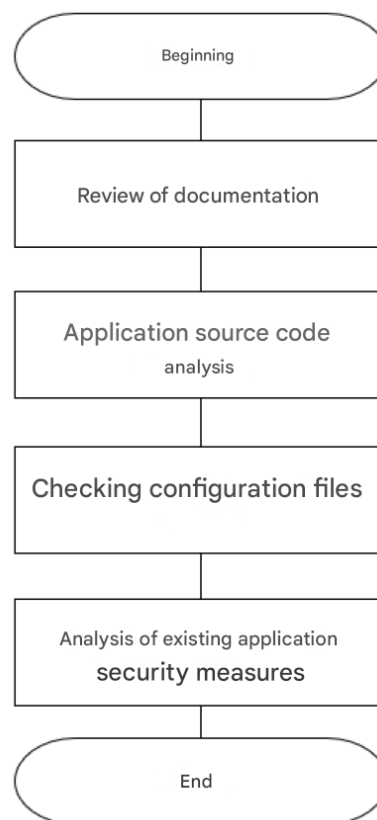 Beginning
Review of documentation
Application source code
analysis
Checking configuration files
Analysis of existing application
security measures
End